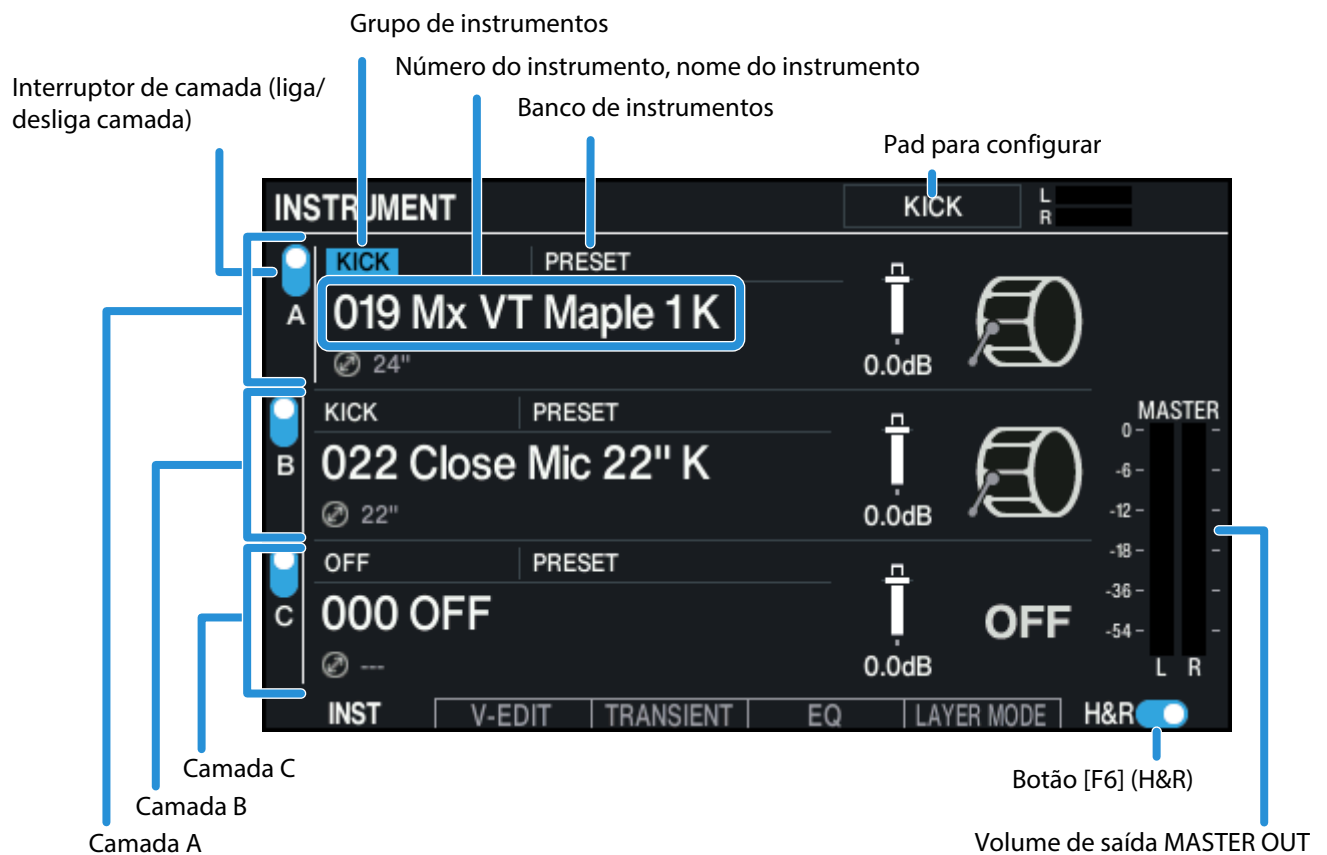 Grupo de instrumentos
Número do instrumento, nome do instrumento
Interruptor de camada (liga/
desliga camada)
Banco de instrumentos
Pad para configurar
INSTRUMENT
KICK
L
R
KICK
PRESET
A
019 Mx VT Maple 1 K
24"
0.0dB
KICK
PRESET
B
022 Close Mic 22" K
22"
0.0dB
OFF
PRESET
C
000 OFF
---
0.0dB
OFF
MASTER
0
-6
-12
-18
-36
-54
L R
INST
V-EDIT
TRANSIENT
EQ
LAYER MODE
H&R
Camada C
Botão [F6] (H&R)
Camada B
Camada A
Volume de saída MASTER OUT